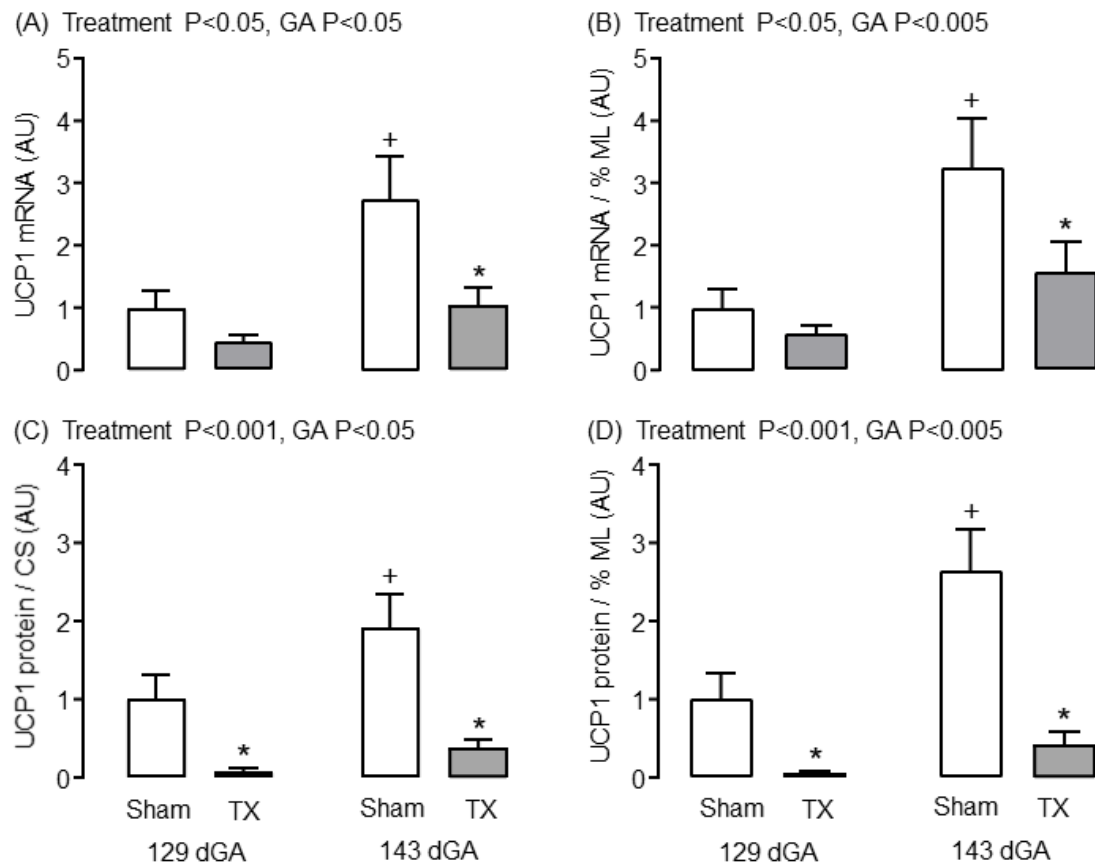 (A) Treatment P<0.05, GA P<0.05
UCP1 mRNA (AU)
5
4
3
2
1
0
+
*
(B) Treatment P<0.05, GA P<0.005
UCP1 mRNA / % ML (AU)
5
4
3
2
1
0
+
*
(C) Treatment P<0.001, GA P<0.05
UCP1 protein / CS (AU)
4
3
2
1
0
*
+
*
Sham TX Sham TX
129 dGA 143 dGA
(D) Treatment P<0.001, GA P<0.005
UCP1 protein / % ML (AU)
4
3
2
1
0
*
+
*
Sham TX Sham TX
129 dGA 143 dGA